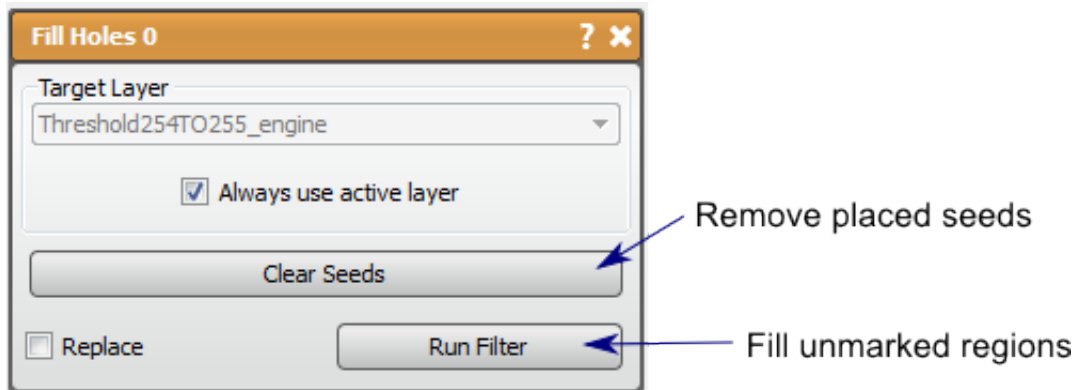 Fill Holes 0 ?
Target Layer
Threshold254TO255_engine
Always use active layer
Remove placed seeds
Clear Seeds
Replace Run Filter
Fill unmarked regions